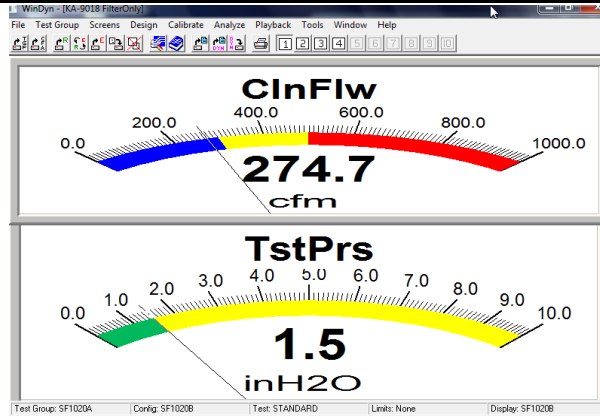 WinDyn - [KA-9018 FilterOnly]
File Test Group Screens Design Calibrate Analyze Playback Tools Window Help
1 2 3 4 5 6 7 8 9 10
ClnFlw
0.0 200.0 400.0 600.0 800.0 1000.0
274.7
cfm
TstPrs
0.0 1.0 2.0 3.0 4.0 5.0 6.0 7.0 8.0 9.0 10.0
1.5
inH2O
Test Group: SF1020A Config: SF1020B Test: STANDARD Limits: None Display: SF1020B